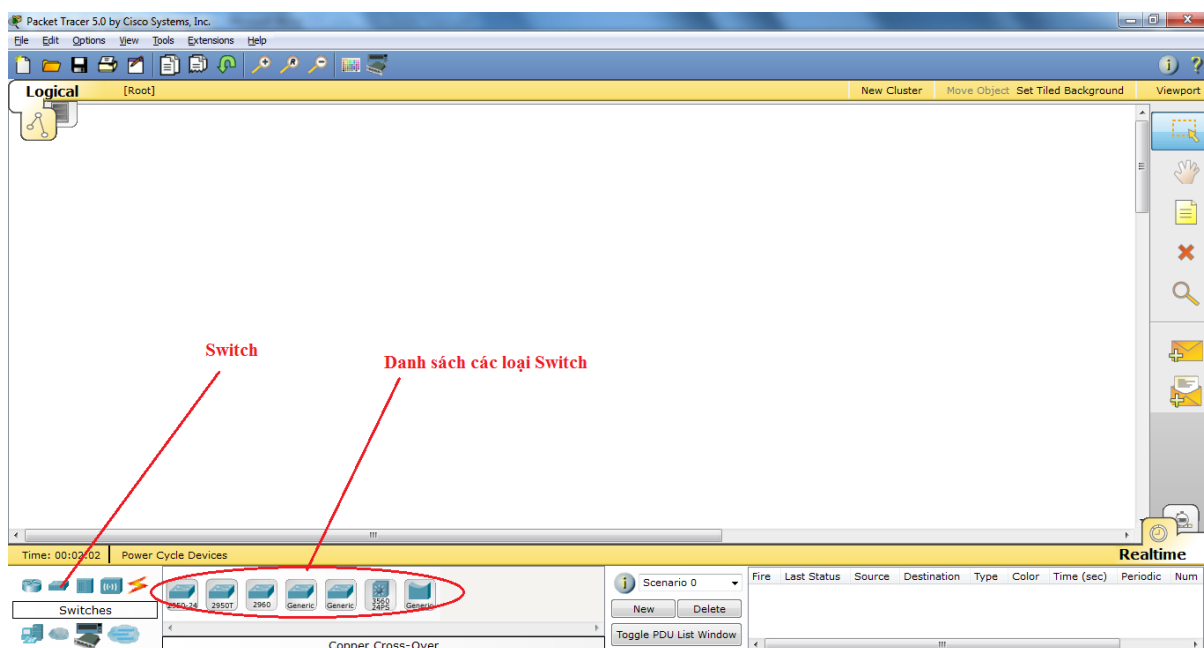 Packet Tracer 5.0 by Cisco Systems, Inc.
File Edit Options View Tools Extensions Help
Logical [Root] New Cluster Move Object Set Tiled Background Viewport
Switch
Danh sách các loại Switch
Time: 00:02:02 Power Cycle Devices Realtime
Scenario 0 Fire Last Status Source Destination Type Color Time (sec) Periodic Num
2950-24 2950T 2960 Generic Generic 3560 24PS Generic
Switches New Delete
Toggle PDU List Window
Copper Cross-Over